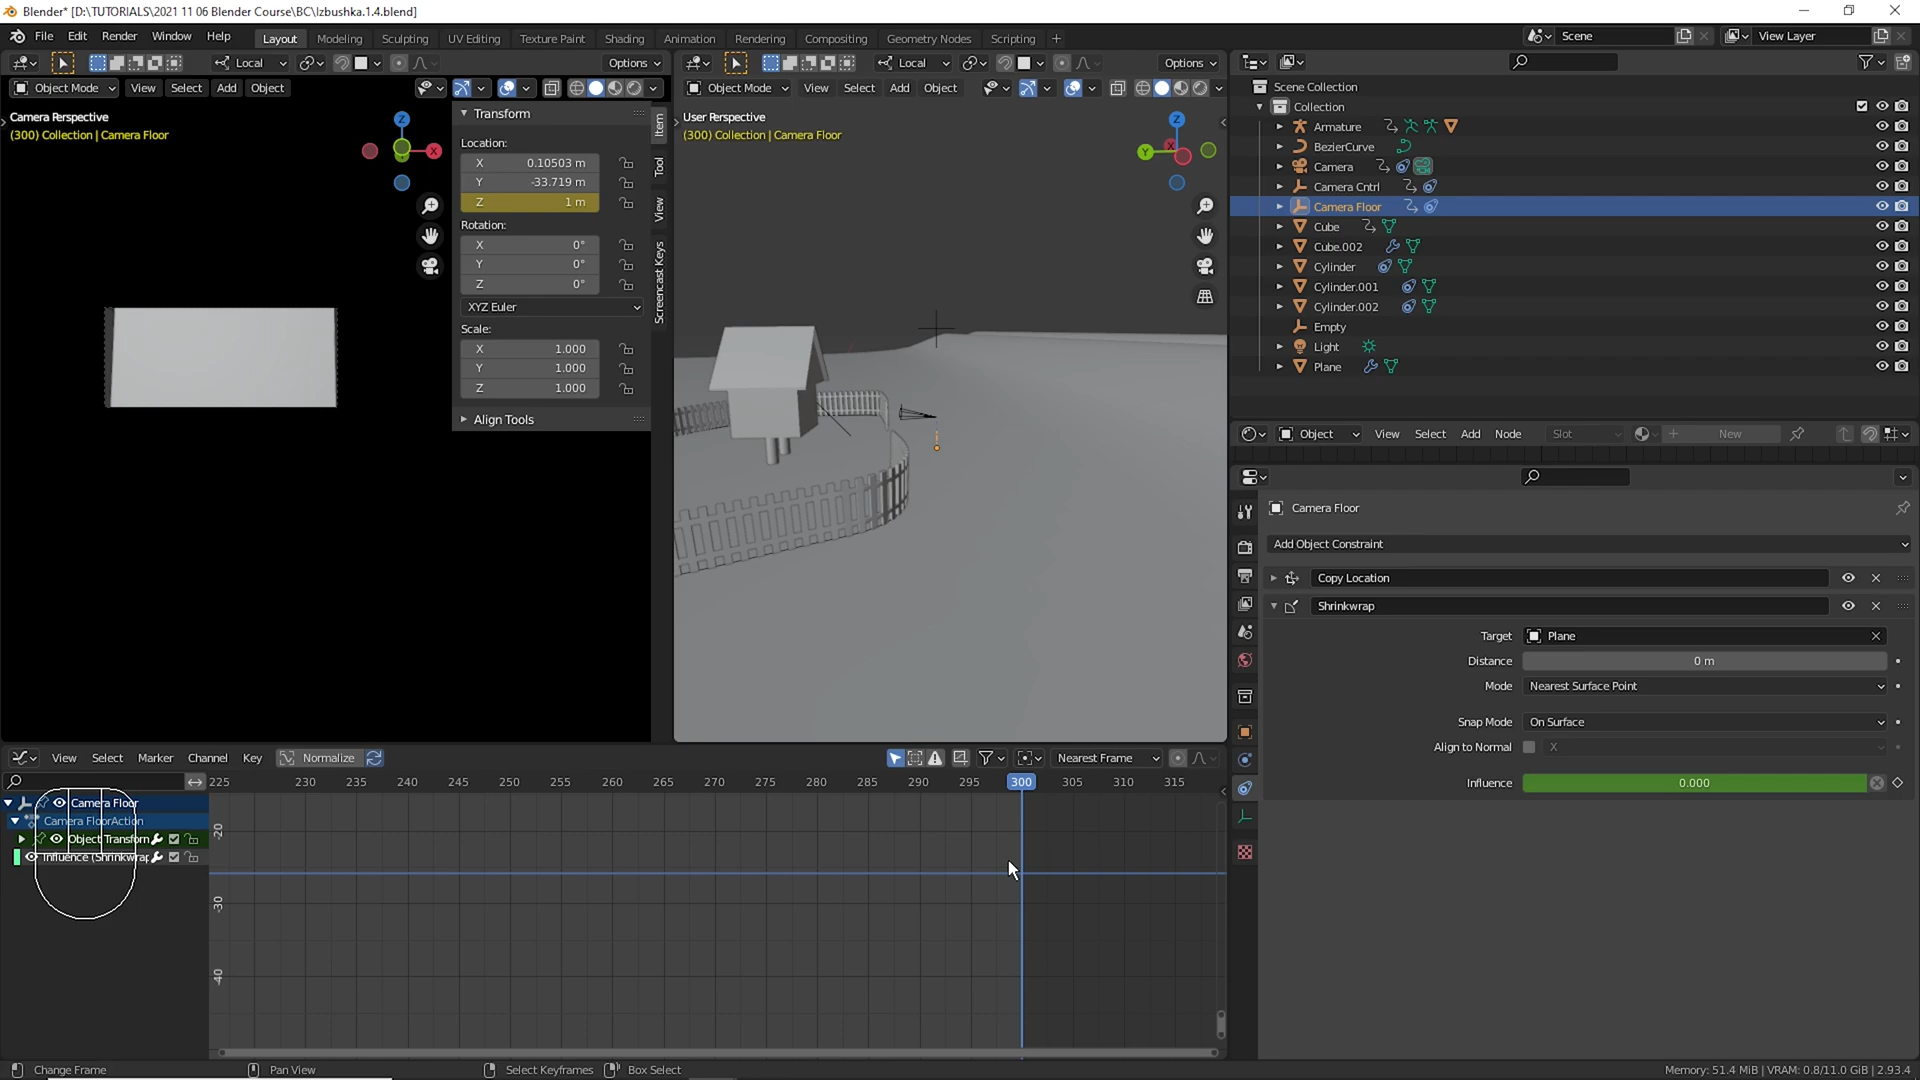 Blender* [D:\TUTORIALS\2021 11 06 Blender Course\BC\Izbushka.1.4.blend]
File Edit Render Window Help
Layout Modeling Sculpting UV Editing Texture Paint Shading Animation Rendering Compositing Geometry Nodes Scripting +
Scene
View Layer
Local
Options
Object Mode View Select Add Object
Camera Perspective
(300) Collection | Camera Floor
Z
X
Transform
Location:
X 0.10503 m
Y -33.719 m
Z 1 m
Rotation:
X 0°
Y 0°
Z 0°
XYZ Euler
Scale:
X 1.000
Y 1.000
Z 1.000
Align Tools
Item
Tool
View
Screencast Keys
Local
Options
Object Mode View Select Add Object
User Perspective
(300) Collection | Camera Floor
Z
Y
X
Scene Collection
Collection
Armature
BezierCurve
Camera
Camera Cntrl
Camera Floor
Cube
Cube.002
Cylinder
Cylinder.001
Cylinder.002
Empty
Light
Plane
Object View Select Add Node Slot New
Camera Floor
Add Object Constraint
Copy Location
Shrinkwrap
Target Plane
Distance 0 m
Mode Nearest Surface Point
Snap Mode On Surface
Align to Normal X
Influence 0.000
View Select Marker Channel Key Normalize
Nearest Frame
225 230 235 240 245 250 255 260 265 270 275 280 285 290 295 300 305 310 315
Camera Floor
Camera FloorAction
Object Transform
Influence (Shrinkwrap
-20
-30
-40
Change Frame
Pan View
Select Keyframes
Box Select
Memory: 51.4 MiB | VRAM: 0.8/11.0 GiB | 2.93.4